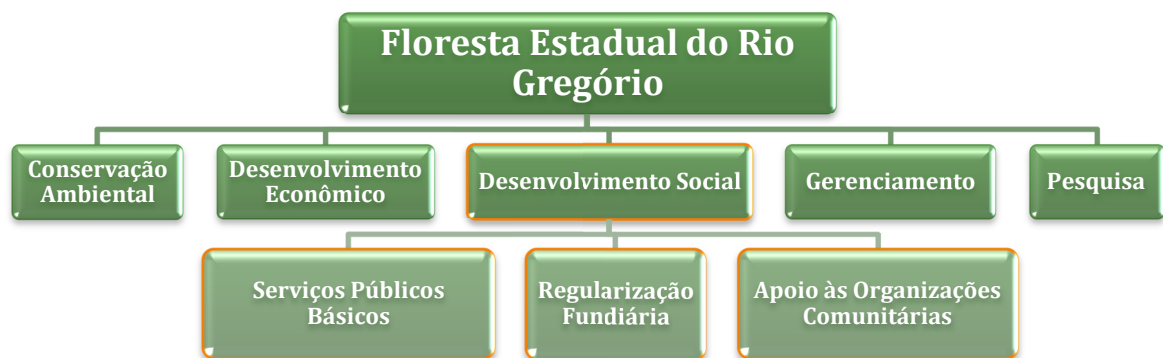 Floresta Estadual do Rio
Gregório
Conservação
Ambiental
Desenvolvimento
Econômico
Desenvolvimento Social
Gerenciamento
Pesquisa
Serviços Públicos
Básicos
Regularização
Fundiária
Apoio às Organizações
Comunitárias